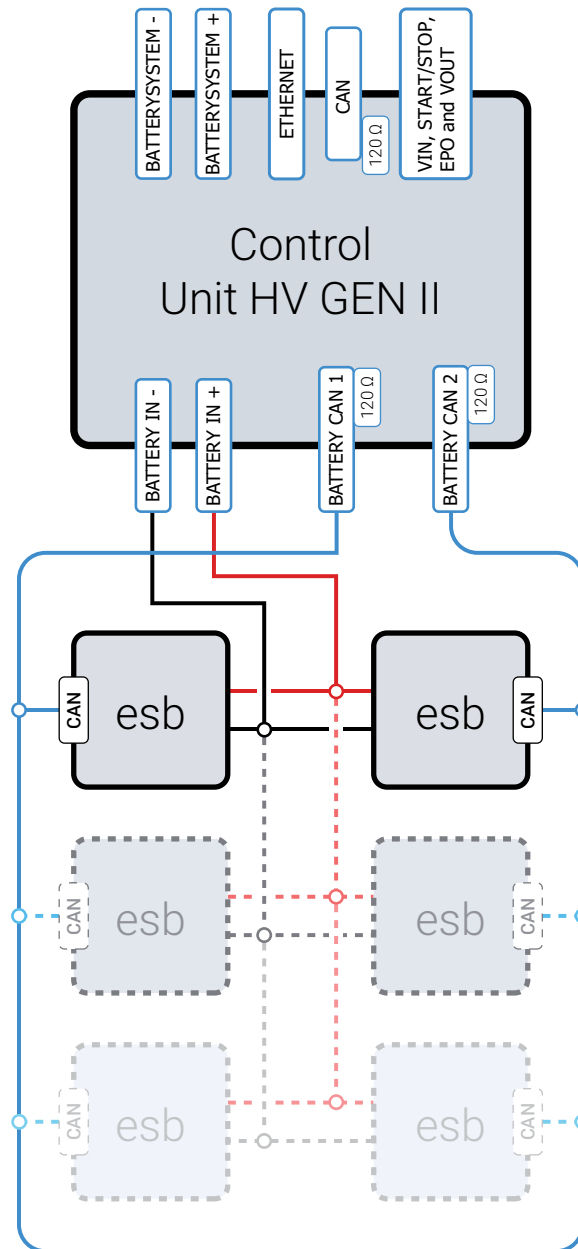 BATTERYSYSTEM -
BATTERYSYSTEM +
ETHERNET
CAN
120 Ω
VIN, START/STOP,
EPO and VOUT
Control
Unit HV GEN II
BATTERY IN -
BATTERY IN +
BATTERY CAN 1
120 Ω
BATTERY CAN 2
120 Ω
CAN
esb
esb
CAN
CAN
esb
esb
CAN
CAN
esb
esb
CAN